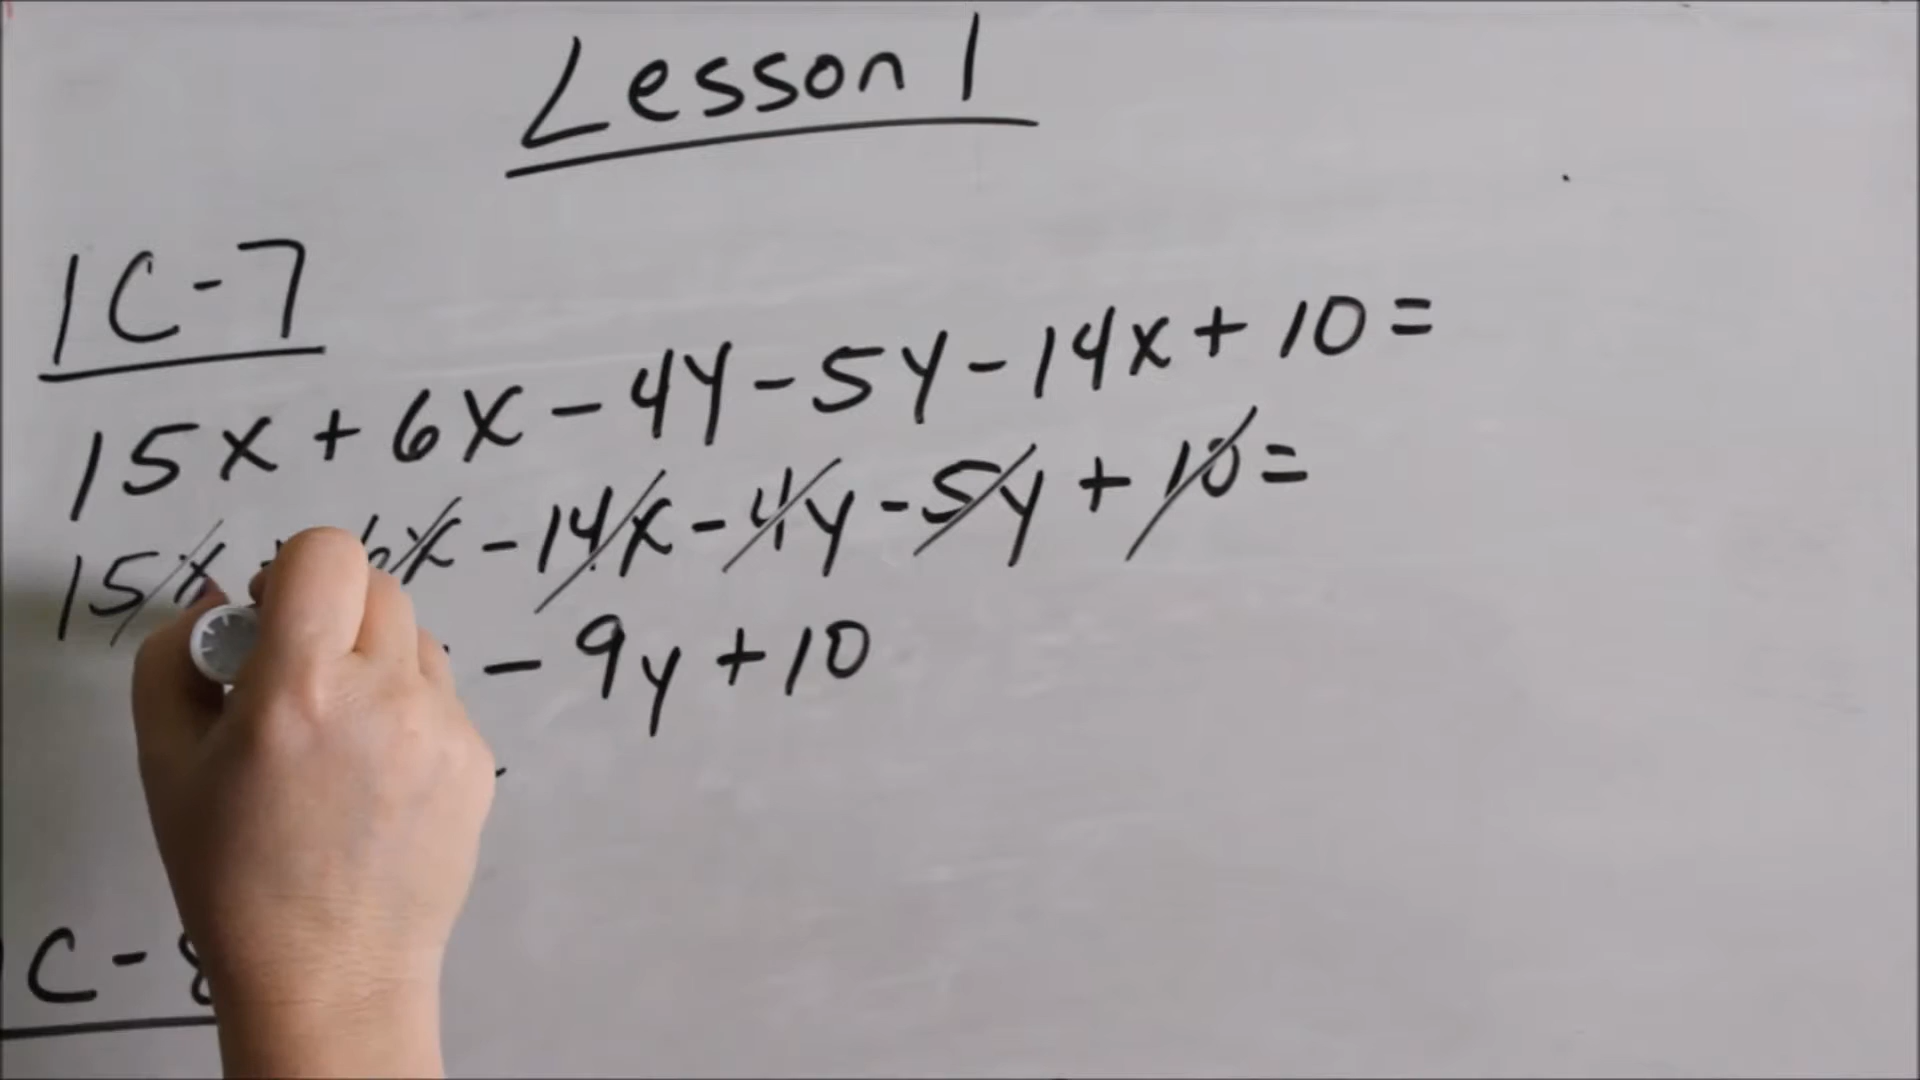 Lesson 1
1C-7
15x + 6x - 4y - 5y - 14x + 10 =
15x + 6x - 14x - 4y - 5y + 10 =
- 9y + 10
C-8